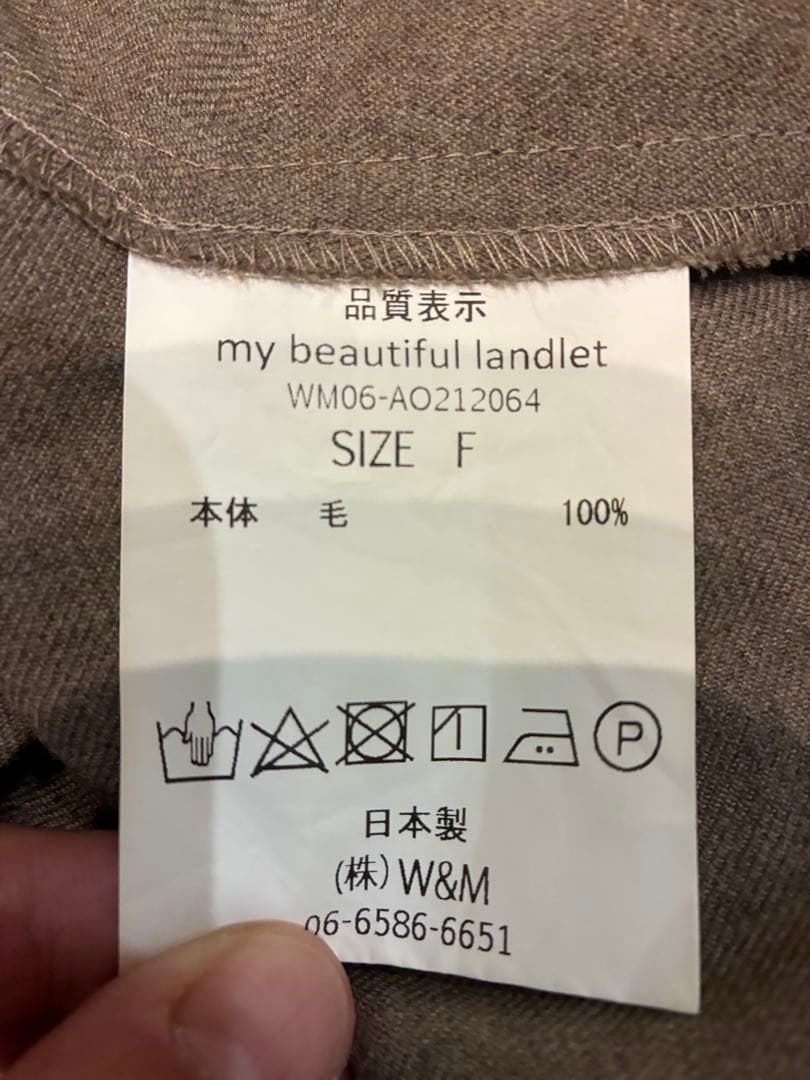 品質表示
my beautiful landlet
WM06-AO212064
SIZE F
本体 毛 100%
P
日本製
(株)W&M
06-6586-6651